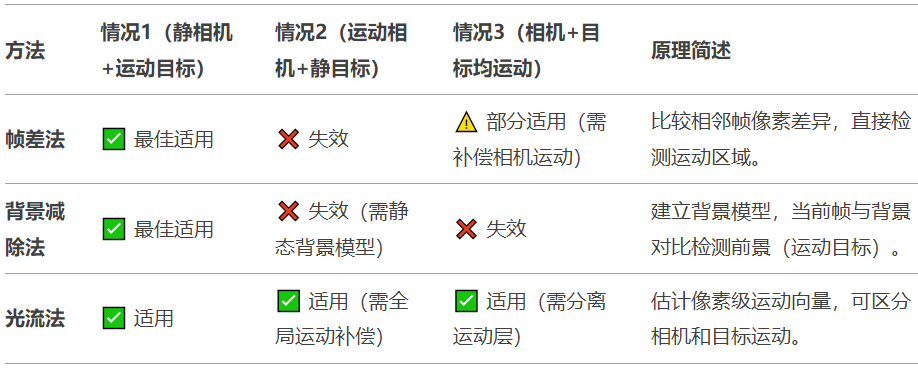 方法
情况1（静相机
+运动目标）
情况2（运动相
机+静目标）
情况3（相机+目
标均运动）
原理简述
帧差法
✅ 最佳适用
❌ 失效
⚠️ 部分适用（需
补偿相机运动）
比较相邻帧像素差异，直接检
测运动区域。
背景减
除法
✅ 最佳适用
❌ 失效（需静
态背景模型）
❌ 失效
建立背景模型，当前帧与背景
对比检测前景（运动目标）。
光流法
✅ 适用
✅ 适用（需全
局运动补偿）
✅ 适用（需分离
运动层）
估计像素级运动向量，可区分
相机和目标运动。